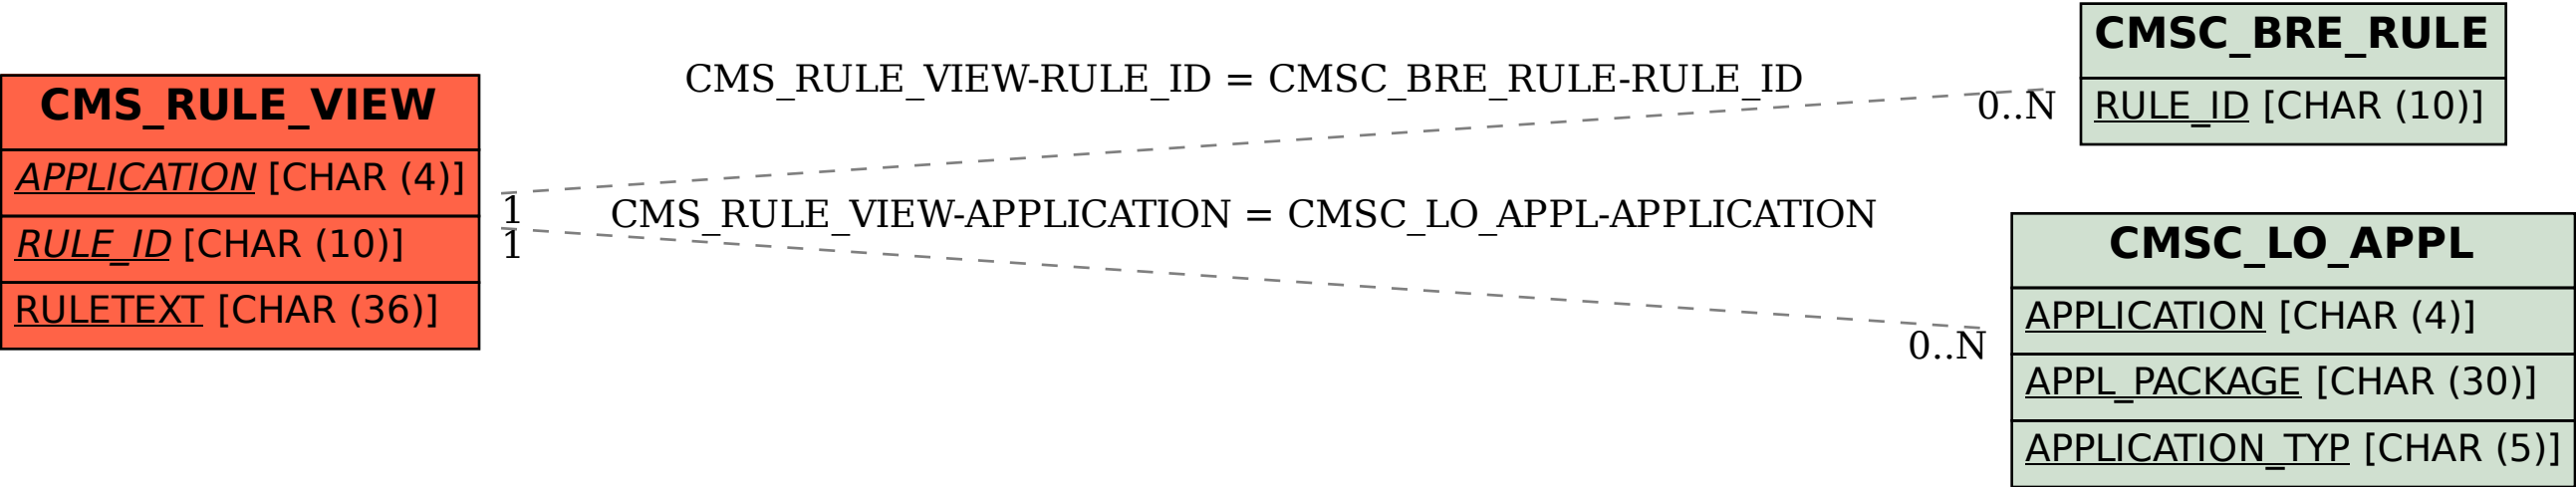 CMS_RULE_VIEW
APPLICATION [CHAR (4)]
RULE_ID [CHAR (10)]
RULETEXT [CHAR (36)]
CMS_RULE_VIEW-RULE_ID = CMSC_BRE_RULE-RULE_ID
1
0..N
CMS_RULE_VIEW-APPLICATION = CMSC_LO_APPL-APPLICATION
1
0..N
CMSC_BRE_RULE
RULE_ID [CHAR (10)]
CMSC_LO_APPL
APPLICATION [CHAR (4)]
APPL_PACKAGE [CHAR (30)]
APPLICATION_TYP [CHAR (5)]